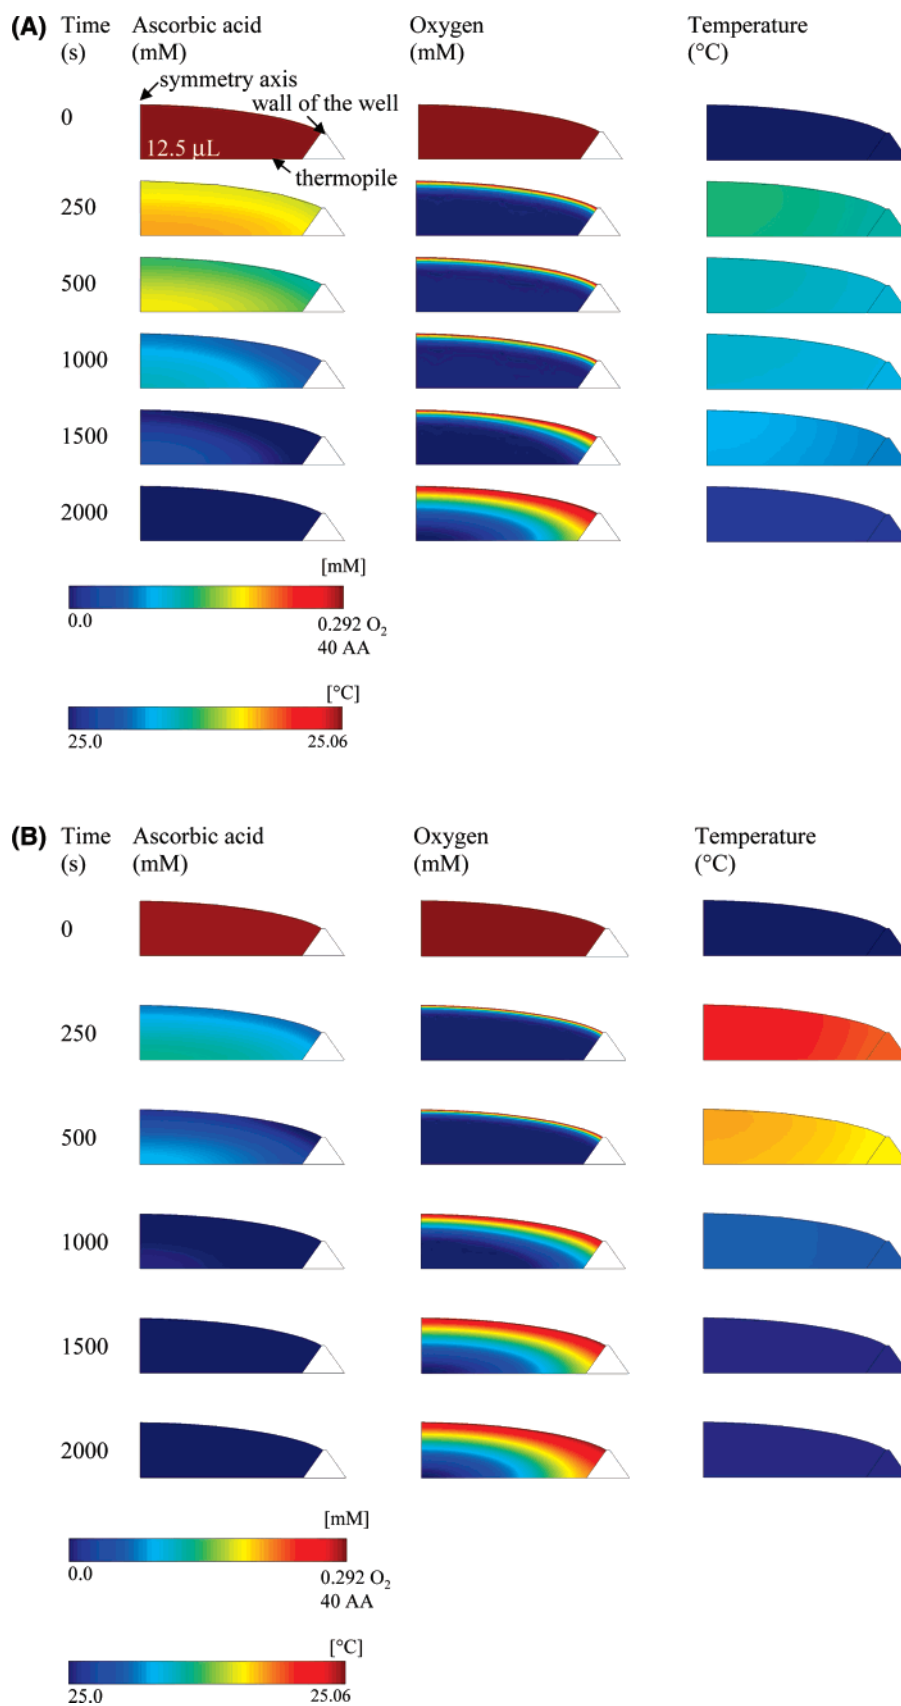 (A) Time (s) Ascorbic acid (mM) Oxygen (mM) Temperature (°C)
symmetry axis
wall of the well
0
12.5 µL
thermopile
250
500
1000
1500
2000
[mM]
0.0 0.292 O₂
40 AA
[°C]
25.0 25.06
(B) Time (s) Ascorbic acid (mM) Oxygen (mM) Temperature (°C)
0
250
500
1000
1500
2000
[mM]
0.0 0.292 O₂
40 AA
[°C]
25.0 25.06